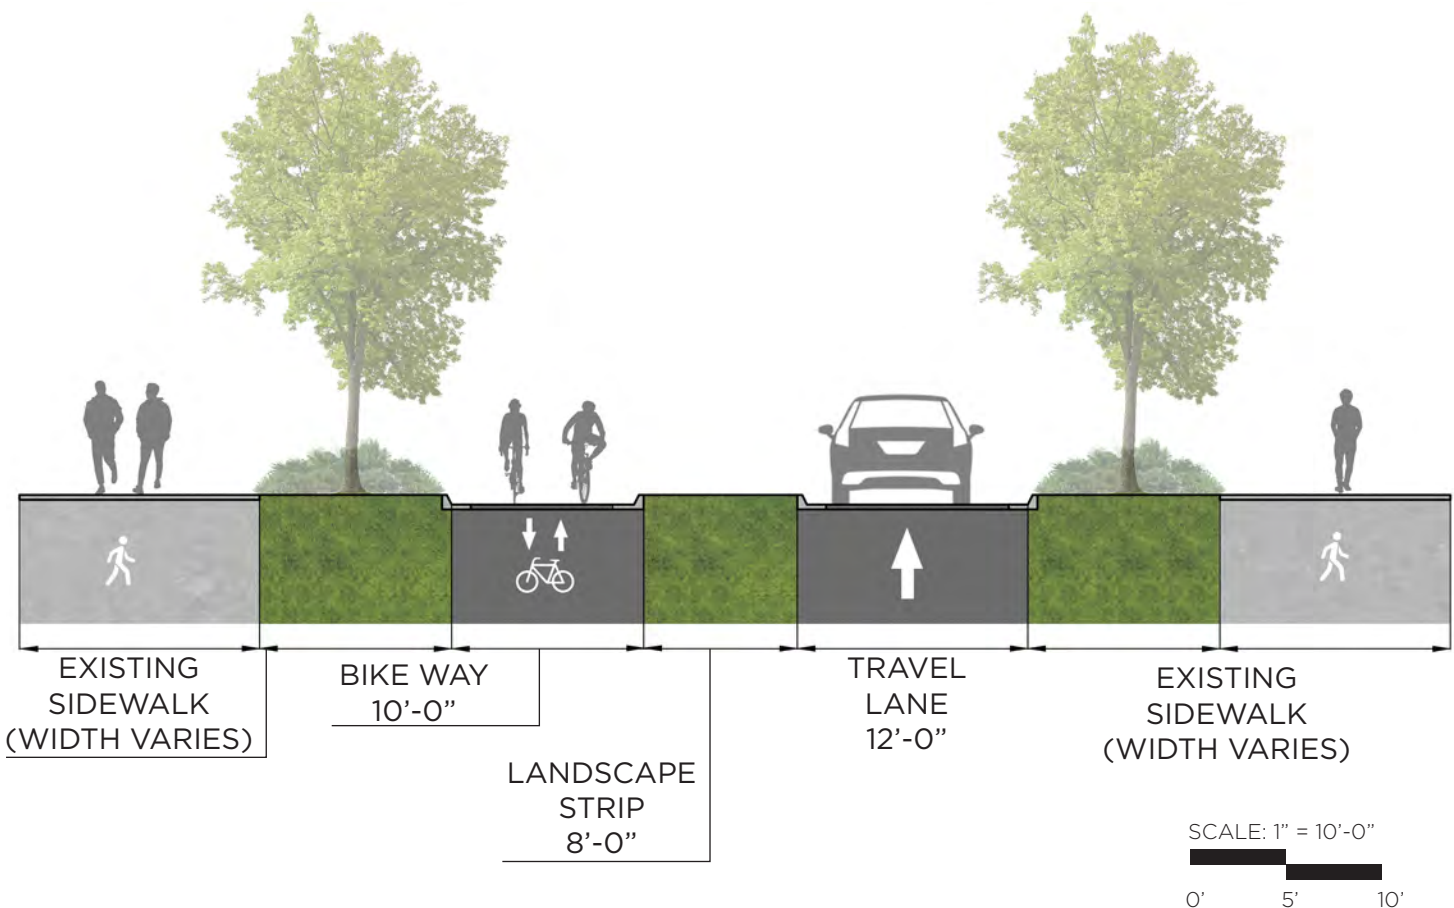 EXISTING
SIDEWALK
(WIDTH VARIES)
BIKE WAY
10’-0”
LANDSCAPE
STRIP
8’-0”
TRAVEL
LANE
12’-0”
EXISTING
SIDEWALK
(WIDTH VARIES)
SCALE: 1” = 10’-0”
0’ 5’ 10’